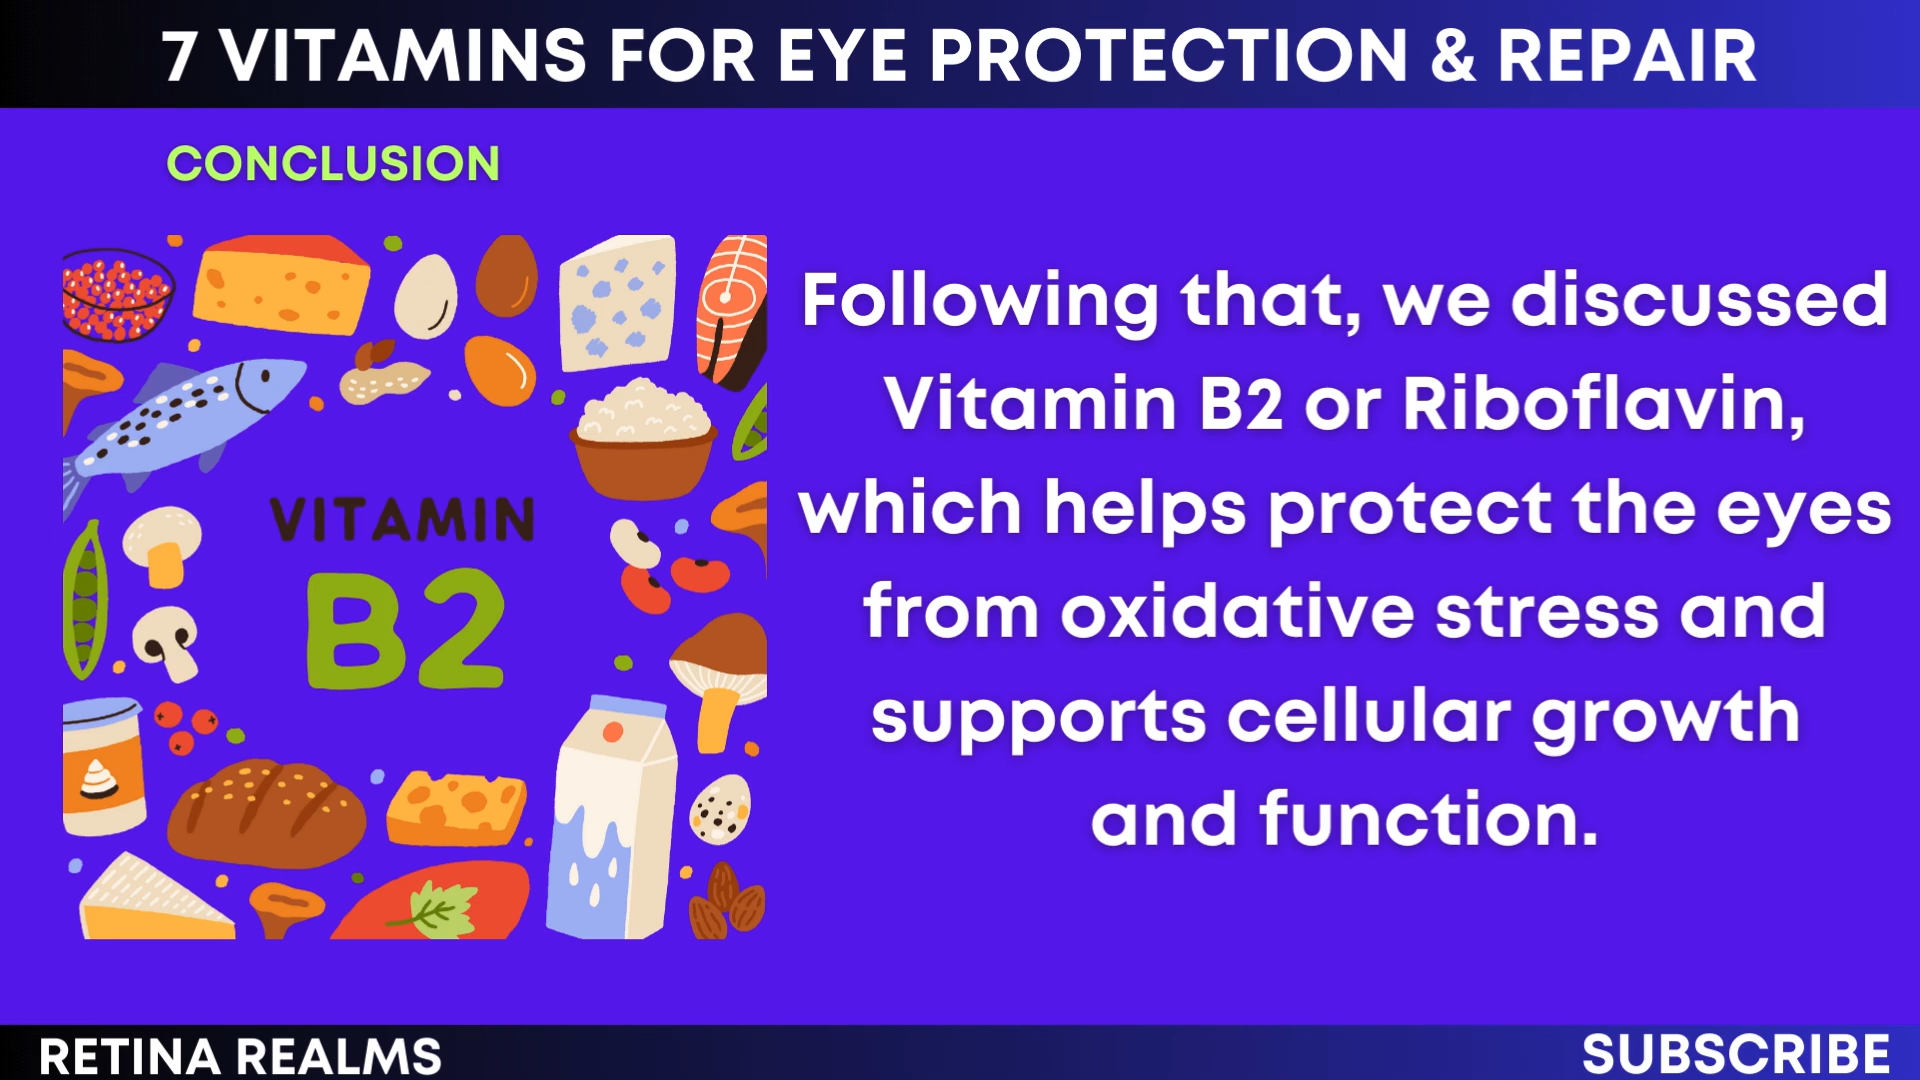 7 VITAMINS FOR EYE PROTECTION & REPAIR
CONCLUSION
VITAMIN
B2
Following that, we discussed
Vitamin B2 or Riboflavin,
which helps protect the eyes
from oxidative stress and
supports cellular growth
and function.
RETINA REALMS
SUBSCRIBE